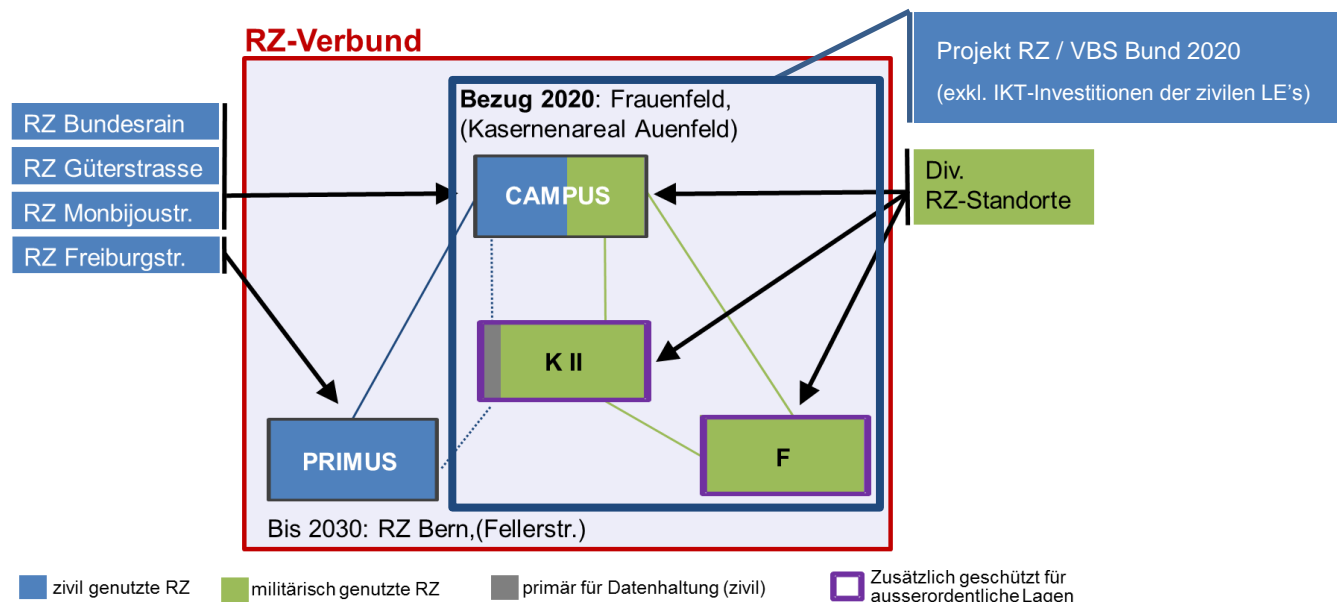 RZ-Verbund
Projekt RZ / VBS Bund 2020
(exkl. IKT-Investitionen der zivilen LE's)
Bezug 2020: Frauenfeld,
(Kasernenareal Auenfeld)
RZ Bundesrain
RZ Güterstrasse
RZ Monbijoustr.
RZ Freiburgstr.
Div.
RZ-Standorte
CAMPUS
K II
PRIMUS
F
Bis 2030: RZ Bern,(Fellerstr.)
zivil genutzte RZ
militärisch genutzte RZ
primär für Datenhaltung (zivil)
Zusätzlich geschützt für
ausserordentliche Lagen